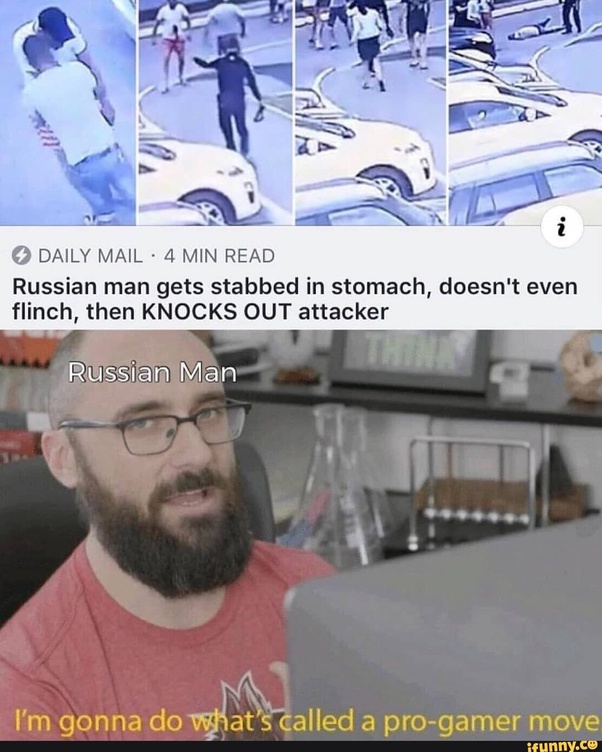 i
DAILY MAIL · 4 MIN READ
Russian man gets stabbed in stomach, doesn't even
flinch, then KNOCKS OUT attacker
THINK
Russian Man
I'm gonna do what's called a pro-gamer move
ifunny.co